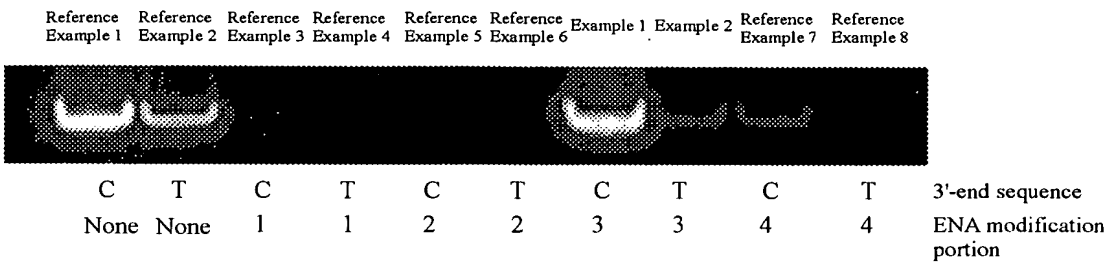 Reference Reference Reference Reference Reference Reference Example 1 Example 2 Reference Reference
Example 1 Example 2 Example 3 Example 4 Example 5 Example 6 Example 7 Example 8
C T C T C T C T C T 3'-end sequence
None None 1 1 2 2 3 3 4 4 ENA modification
portion